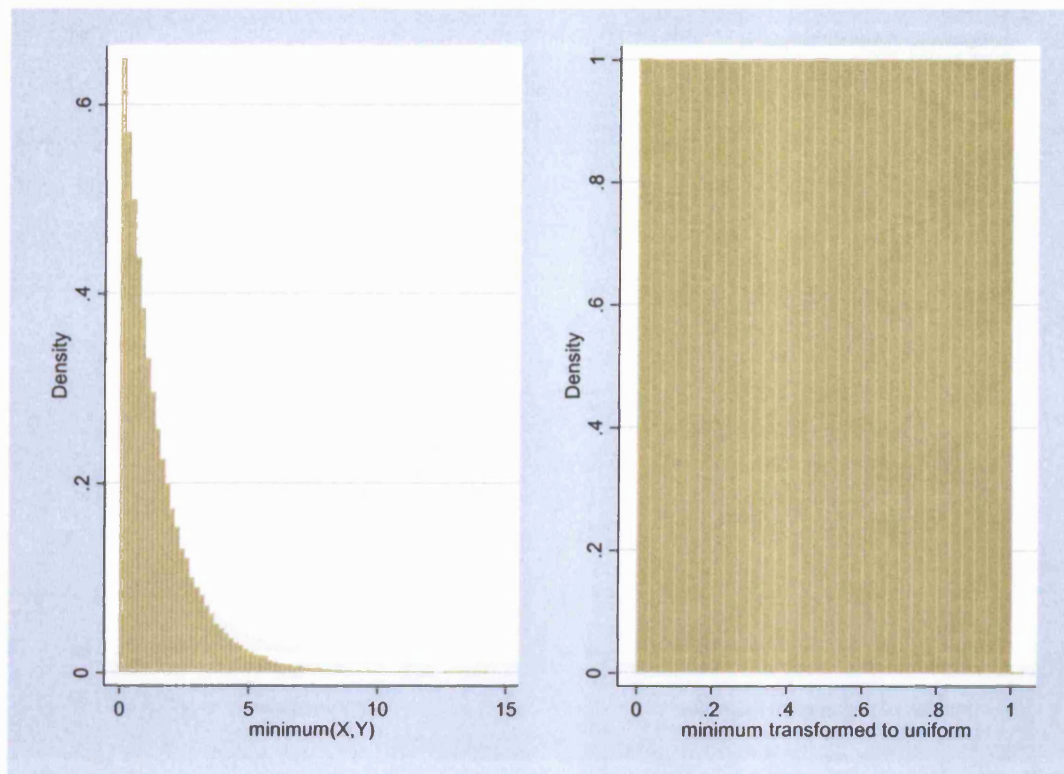 Density
.6
.4
.2
0
0 5 10 15
minimum(X,Y)
Density
1
.8
.6
.4
.2
0
0 .2 .4 .6 .8 1
minimum transformed to uniform